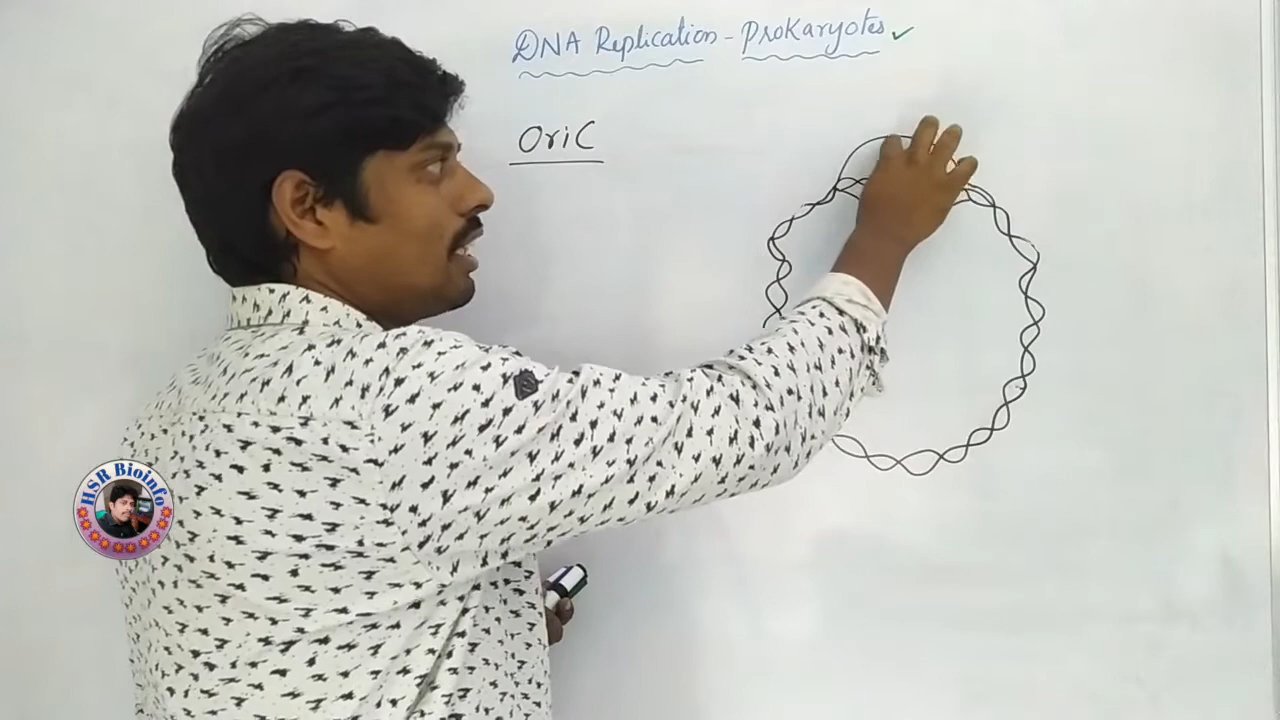 DNA Replication - Prokaryotes ✓
OriC
HSR Bioinfo